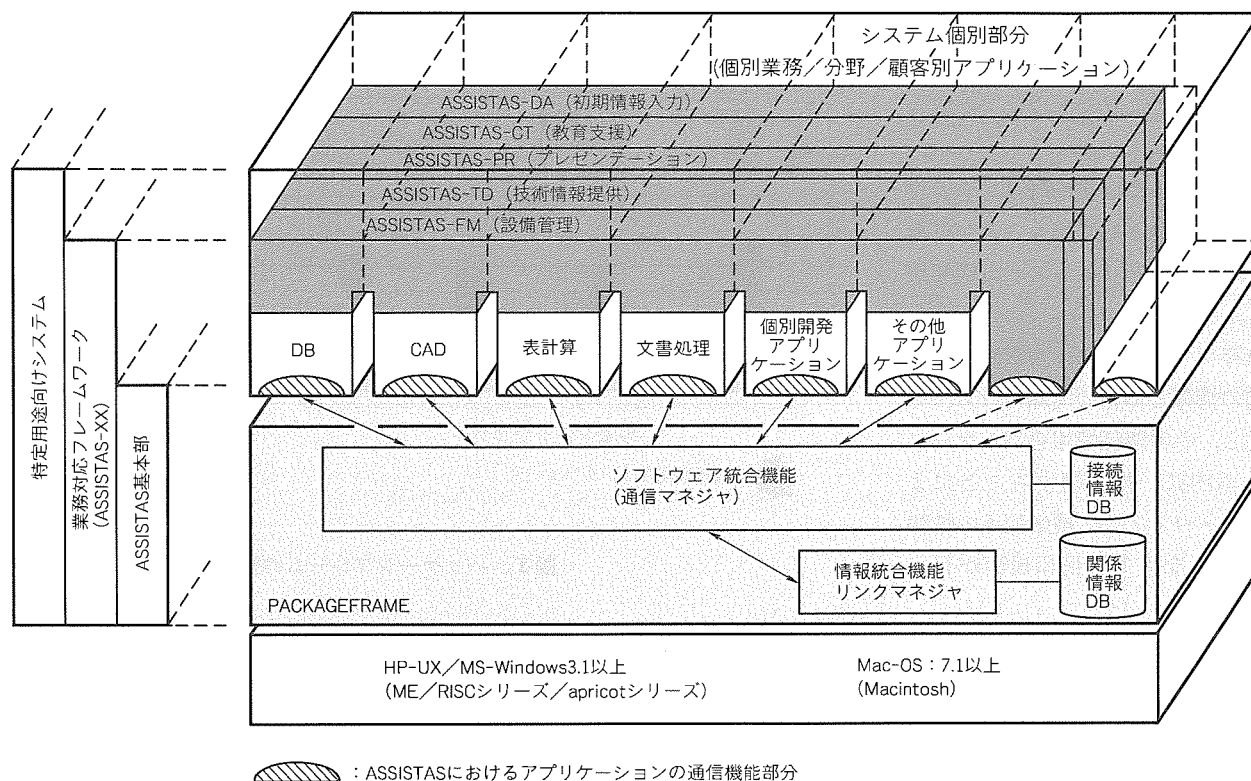 システム個別部分
(個別業務／分野／顧客別アプリケーション)
ASSISTAS-DA（初期情報入力）
ASSISTAS-CT（教育支援）
ASSISTAS-PR（プレゼンテーション）
ASSISTAS-TD（技術情報提供）
ASSISTAS-FM（設備管理）
特定用途向けシステム
業務対応フレームワーク
(ASSISTAS-XX)
ASSISTAS基本部
DB
CAD
表計算
文書処理
個別開発
アプリ
ケーション
その他
アプリ
ケーション
ソフトウェア統合機能
(通信マネジャ)
接続
情報
DB
情報統合機能
リンクマネジャ
関係
情報
DB
PACKAGEFRAME
HP-UX／MS-Windows3.1以上
(ME／RISCシリーズ／apricotシリーズ)
Mac-OS：7.1以上
(Macintosh)
：ASSISTASにおけるアプリケーションの通信機能部分